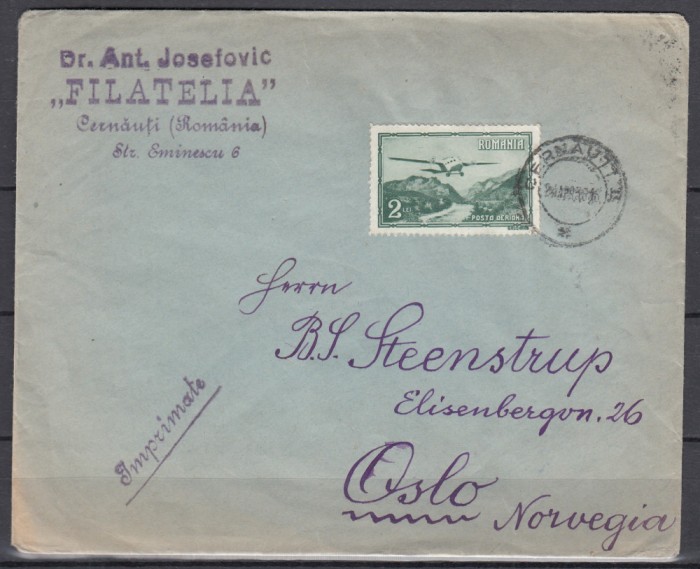 Dr. Ant. Josefovic
„FILATELIA”
Cernăuți (România)
Str. Eminescu 6
ROMANIA
2 LEI
POSTA AERIANA
CERNAUTI
Herrn
B.S. Steenstrup
Elisenbergvn. 26
Oslo
Norvegia
Imprimate